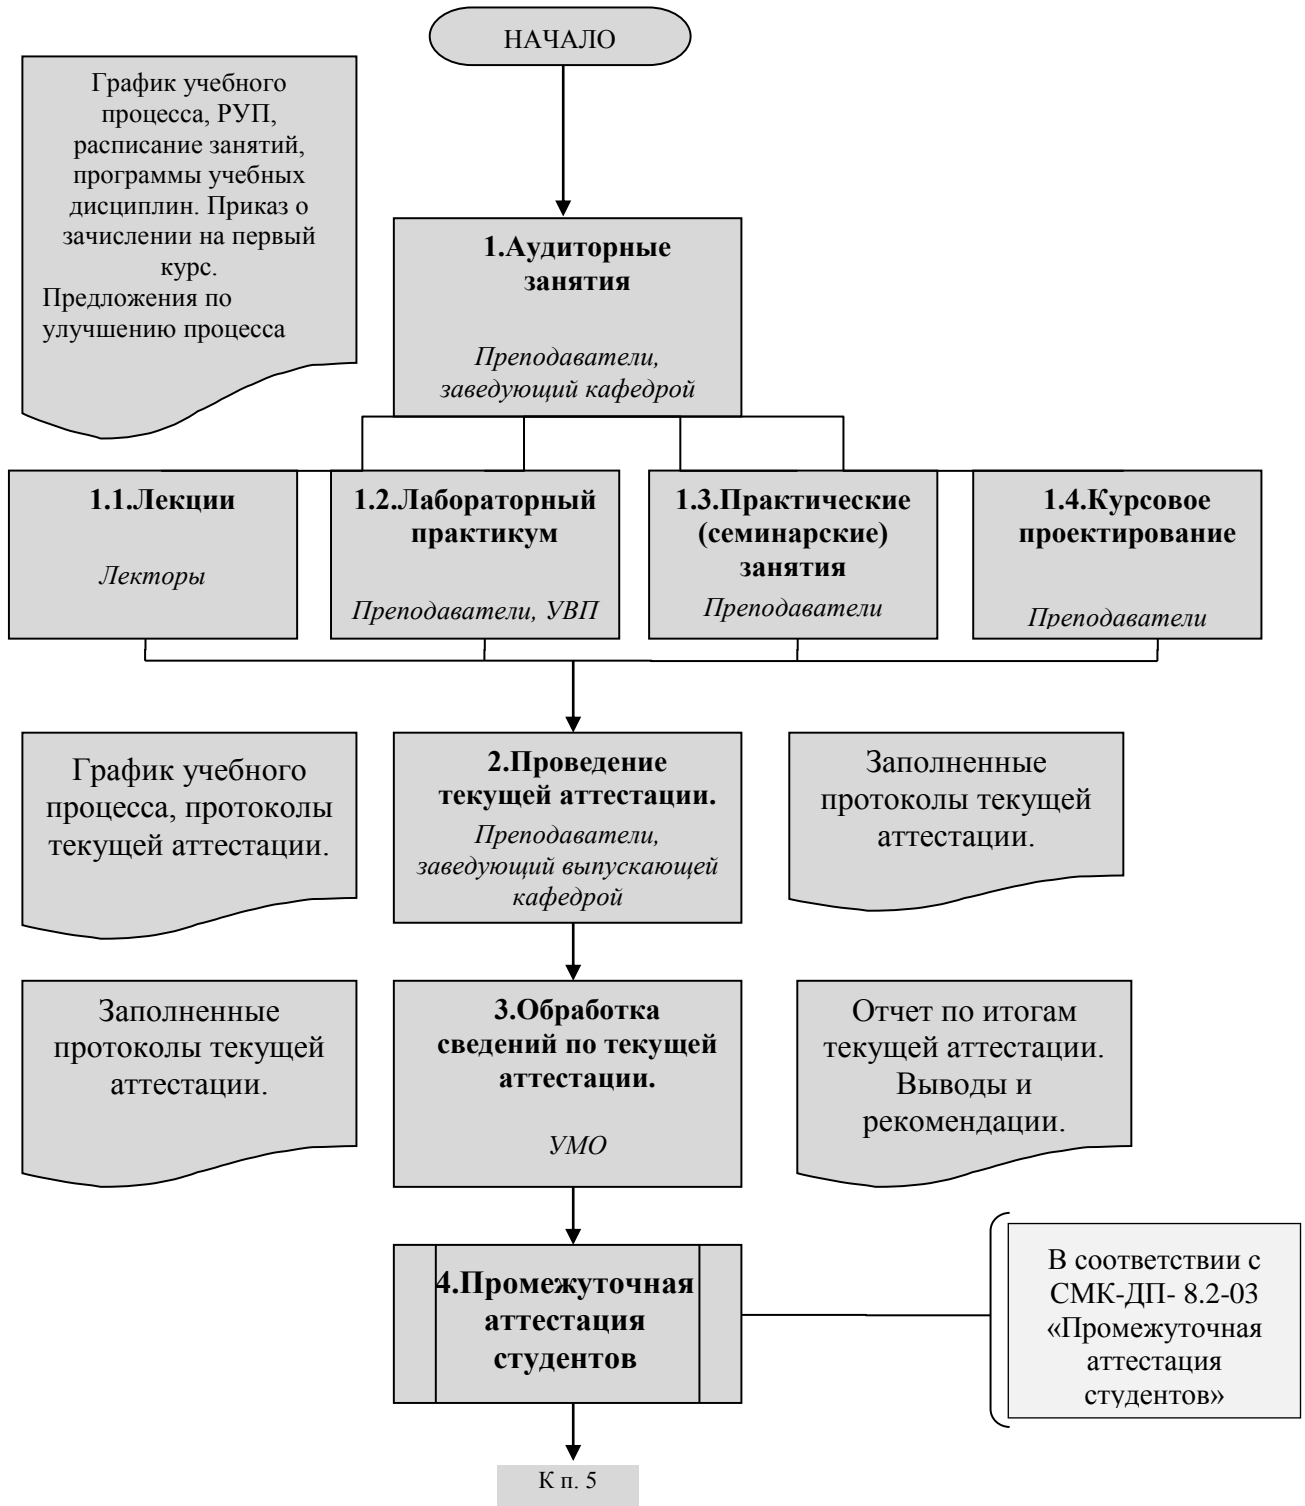 НАЧАЛО
График учебного
процесса, РУП,
расписание занятий,
программы учебных
дисциплин. Приказ о
зачислении на первый
курс.
Предложения по
улучшению процесса
1.Аудиторные
занятия
Преподаватели,
заведующий кафедрой
1.1.Лекции
Лекторы
1.2.Лабораторный
практикум
Преподаватели, УВП
1.3.Практические
(семинарские)
занятия
Преподаватели
1.4.Курсовое
проектирование
Преподаватели
График учебного
процесса, протоколы
текущей аттестации.
2.Проведение
текущей аттестации.
Преподаватели,
заведующий выпускающей
кафедрой
Заполненные
протоколы текущей
аттестации.
Заполненные
протоколы текущей
аттестации.
3.Обработка
сведений по текущей
аттестации.
УМО
Отчет по итогам
текущей аттестации.
Выводы и
рекомендации.
4.Промежуточная
аттестация
студентов
В соответствии с
СМК-ДП- 8.2-03
«Промежуточная
аттестация
студентов»
К п. 5